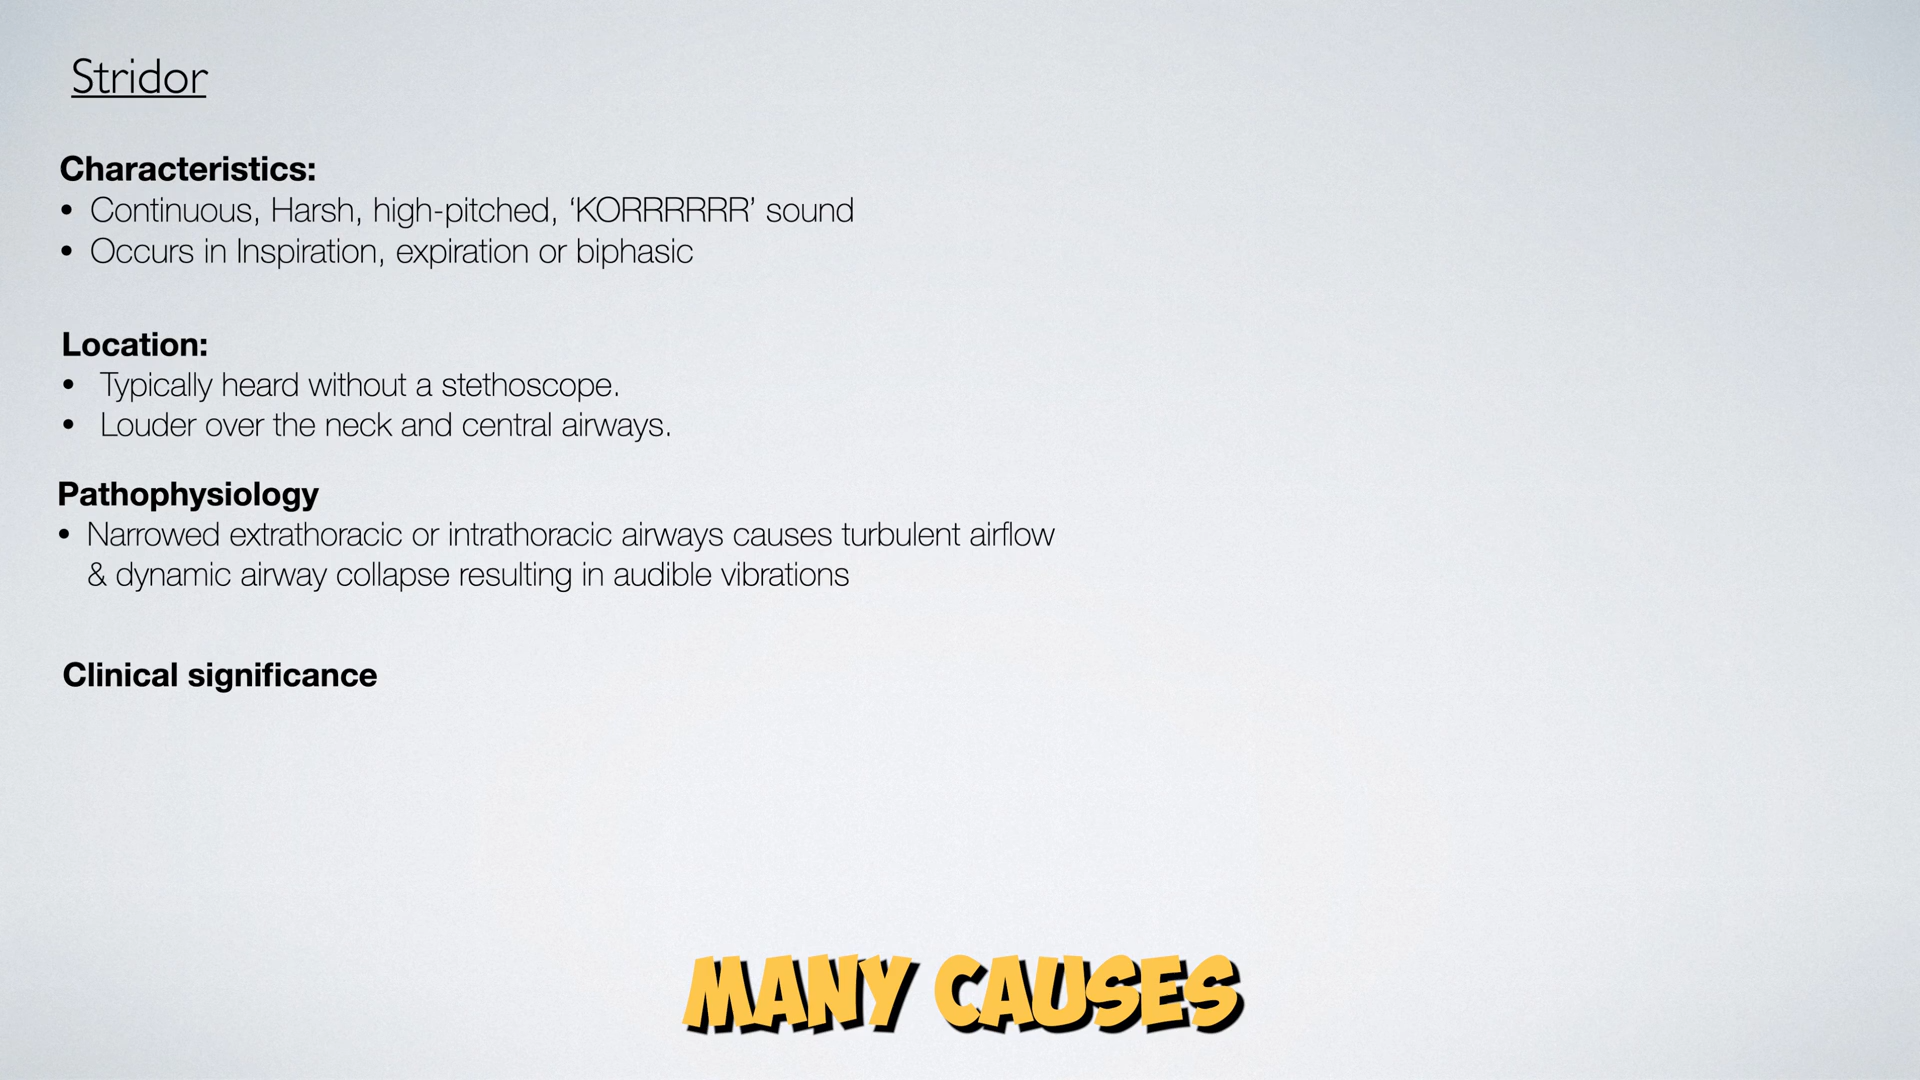 Stridor
Characteristics:
• Continuous, Harsh, high-pitched, ‘KORRRRRR’ sound
• Occurs in Inspiration, expiration or biphasic
Location:
• Typically heard without a stethoscope.
• Louder over the neck and central airways.
Pathophysiology
• Narrowed extrathoracic or intrathoracic airways causes turbulent airflow
& dynamic airway collapse resulting in audible vibrations
Clinical significance
MANY CAUSES